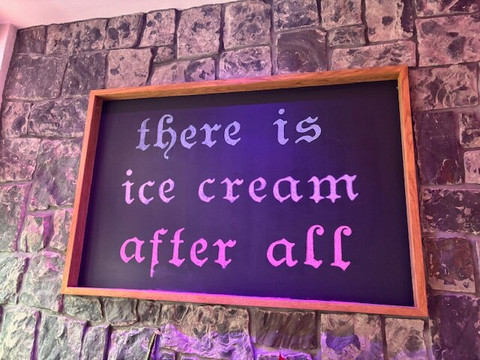 there is
ice cream
after all